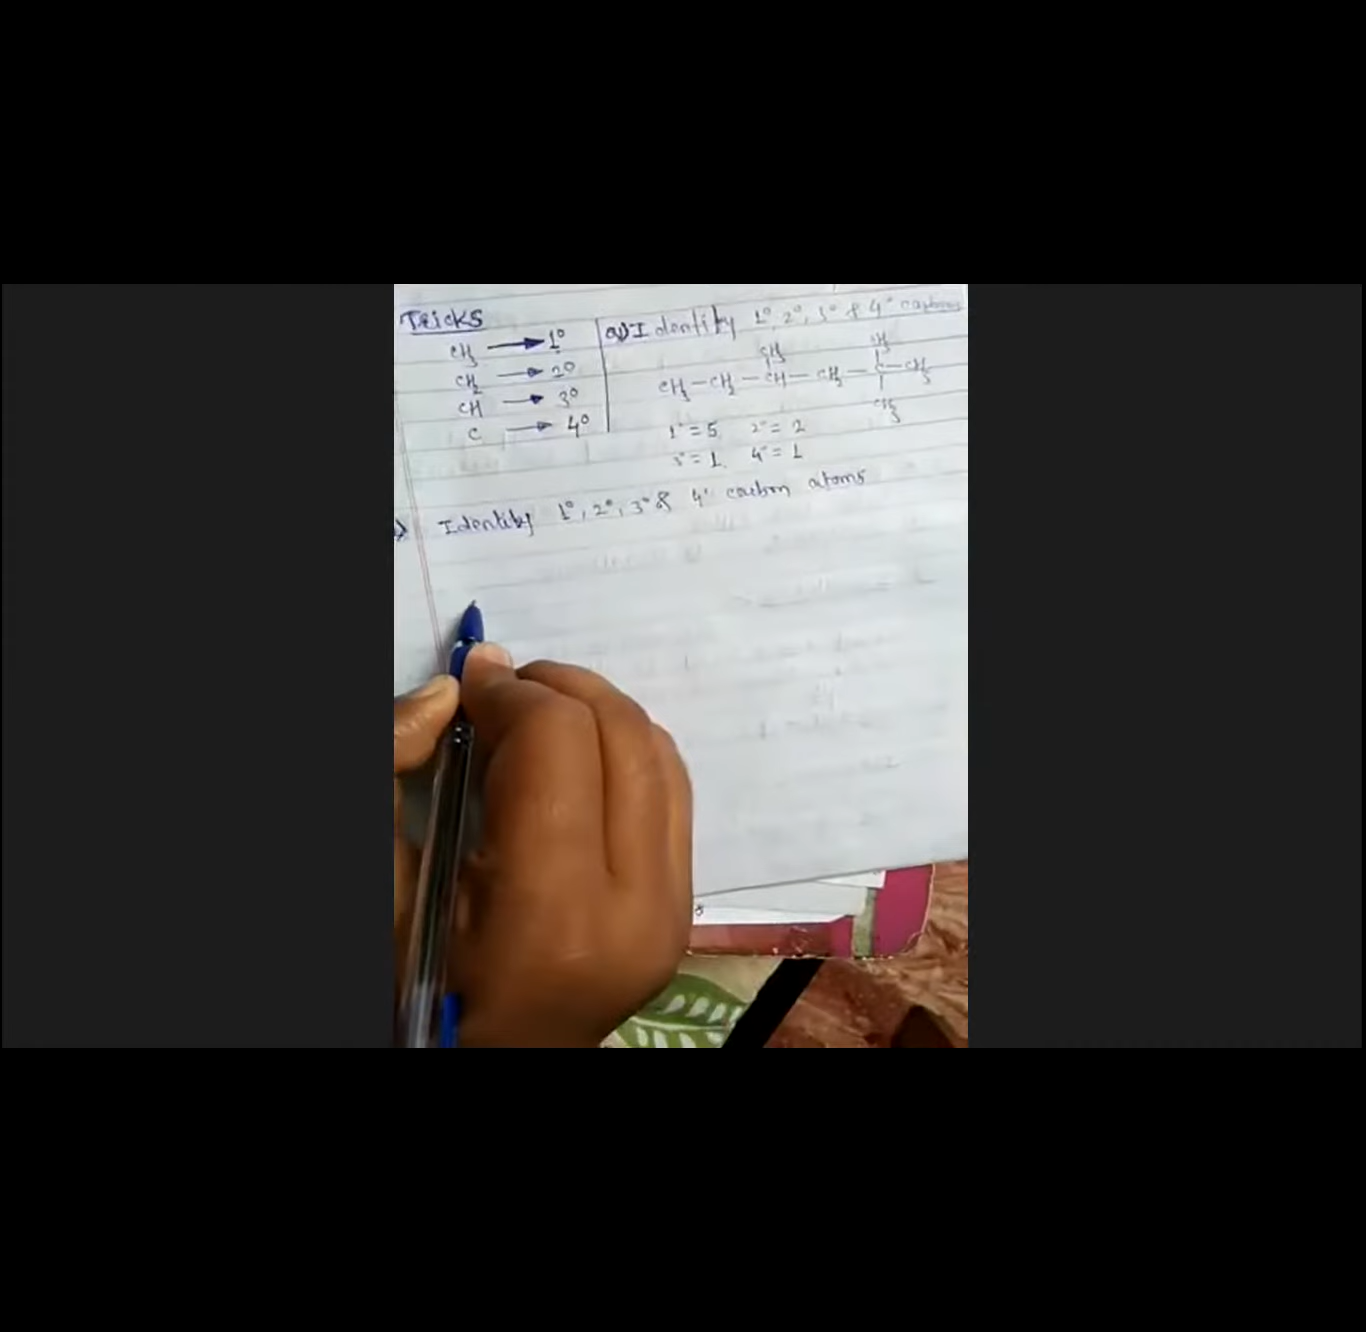 Tricks
CH3 → 1°
CH2 → 2°
CH → 3°
C → 4°
Q) Identify 1°, 2°, 3° & 4° carbons
CH3 CH3
CH3 — CH2 — CH — CH2 — C — CH3
CH3
1° = 5 2° = 2
3° = 1 4° = 1
Identify 1°, 2°, 3° & 4° carbon atoms